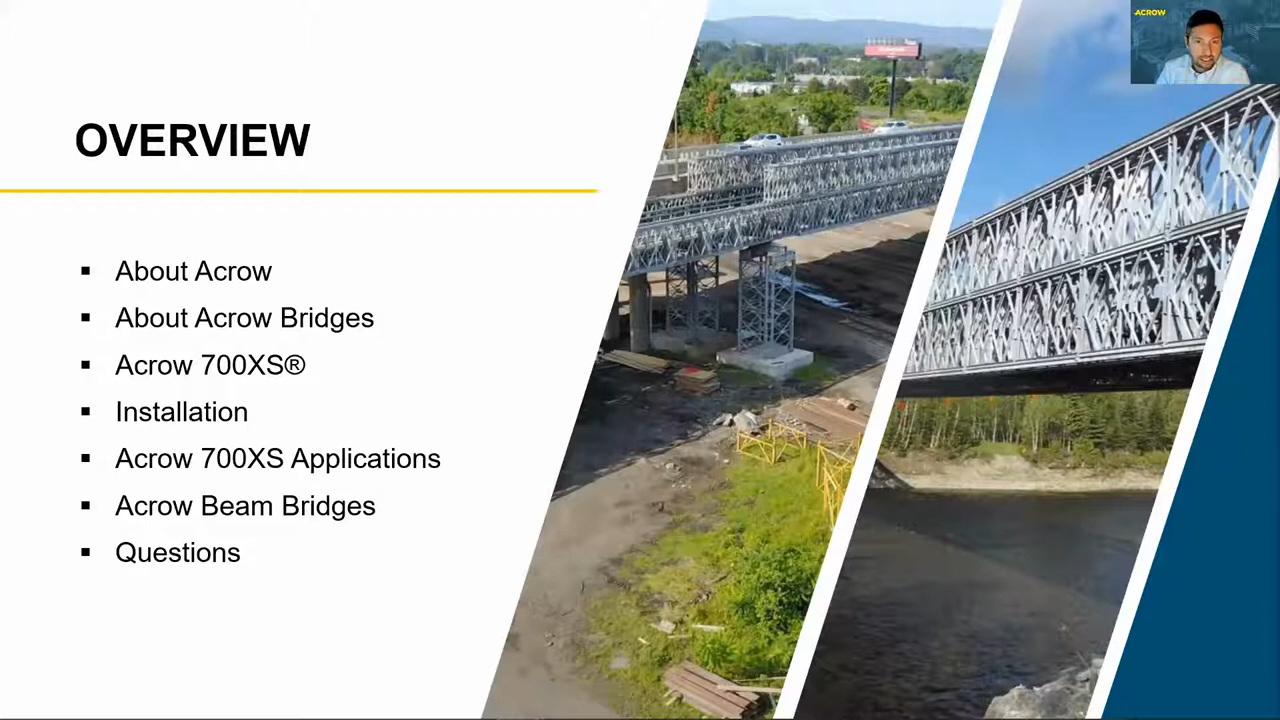 ACROW
OVERVIEW
About Acrow
About Acrow Bridges
Acrow 700XS®
Installation
Acrow 700XS Applications
Acrow Beam Bridges
Questions